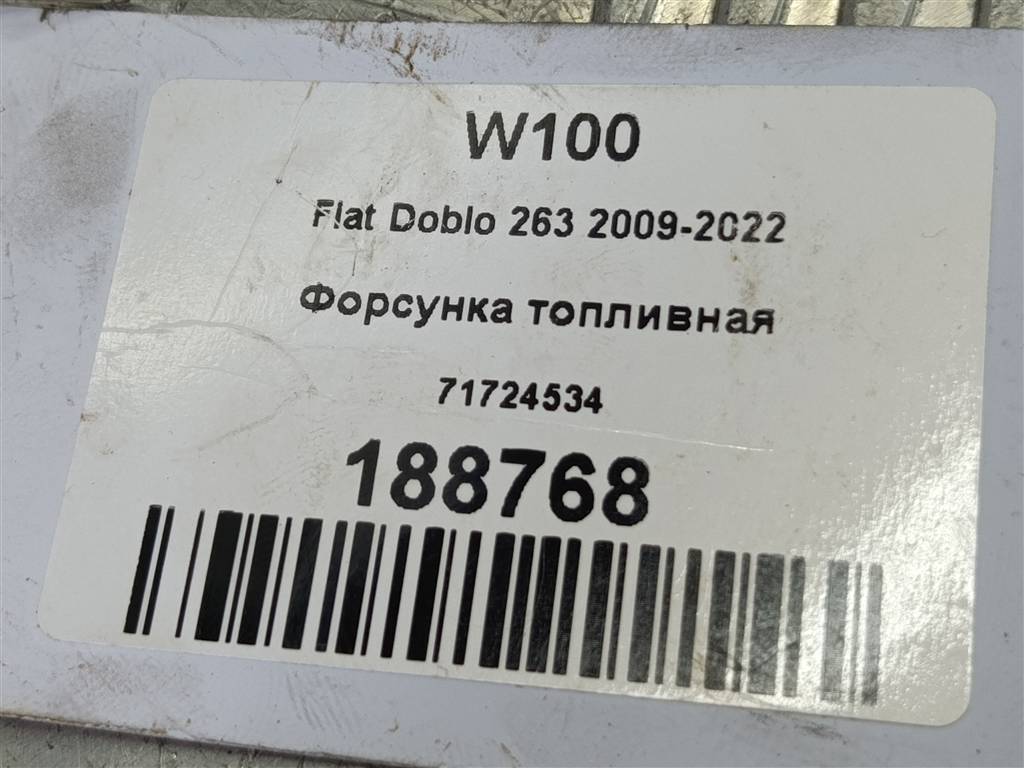 W100
Fiat Doblo 263 2009-2022
Форсунка топливная
71724534
188768